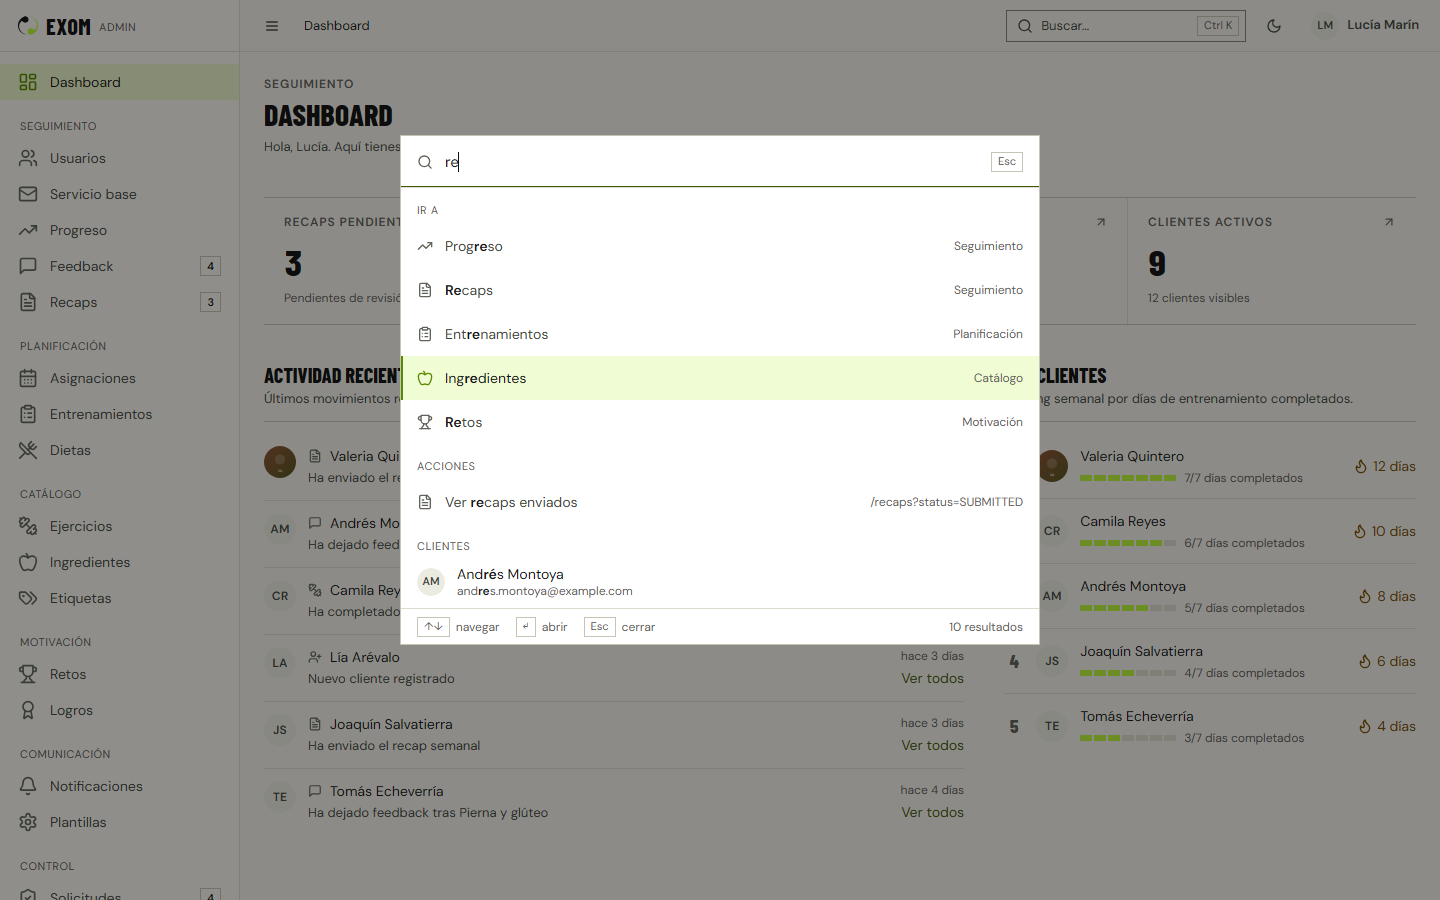 EXOM ADMIN
Dashboard
Buscar...
Ctrl K
LM
Lucía Marín
Dashboard
SEGUIMIENTO
Usuarios
Servicio base
Progreso
Feedback
4
Recaps
3
PLANIFICACIÓN
Asignaciones
Entrenamientos
Dietas
CATÁLOGO
Ejercicios
Ingredientes
Etiquetas
MOTIVACIÓN
Retos
Logros
COMUNICACIÓN
Notificaciones
Plantillas
CONTROL
Solicitudes
4
SEGUIMIENTO
DASHBOARD
Hola, Lucía. Aquí tienes
RECAPS PENDIENT
3
Pendientes de revisi
CLIENTES ACTIVOS
9
12 clientes visibles
re
Esc
IR A
Progreso
Seguimiento
Recaps
Seguimiento
Entrenamientos
Planificación
Ingredientes
Catálogo
Retos
Motivación
ACCIONES
Ver recaps enviados
/recaps?status=SUBMITTED
CLIENTES
AM
Andrés Montoya
andres.montoya@example.com
↑↓ navegar
↵ abrir
Esc cerrar
10 resultados
ACTIVIDAD RECIEN
Últimos movimientos
Valeria Qui
Ha enviado el re
AM
Andrés Mo
Ha dejado feed
CR
Camila Rey
Ha completado
LA
Lía Arévalo
hace 3 días
Nuevo cliente registrado
Ver todos
JS
Joaquín Salvatierra
hace 3 días
Ha enviado el recap semanal
Ver todos
TE
Tomás Echeverría
hace 4 días
Ha dejado feedback tras Pierna y glúteo
Ver todos
CLIENTES
ng semanal por días de entrenamiento completados.
Valeria Quintero
7/7 días completados
12 días
CR
Camila Reyes
6/7 días completados
10 días
AM
Andrés Montoya
5/7 días completados
8 días
4
JS
Joaquín Salvatierra
4/7 días completados
6 días
5
TE
Tomás Echeverría
3/7 días completados
4 días